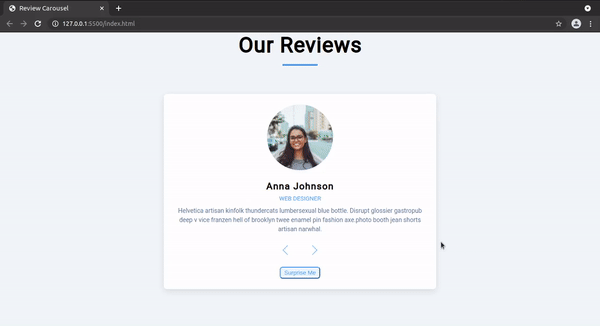 Review Carousel
127.0.0.1:5500/index.html
Our Reviews
Anna Johnson
WEB DESIGNER
Helvetica artisan kinfolk thundercats lumbersexual blue bottle. Disrupt glossier gastropub
deep v vice franzen hell of brooklyn twee enamel pin fashion axe.photo booth jean shorts
artisan narwhal.
Surprise Me